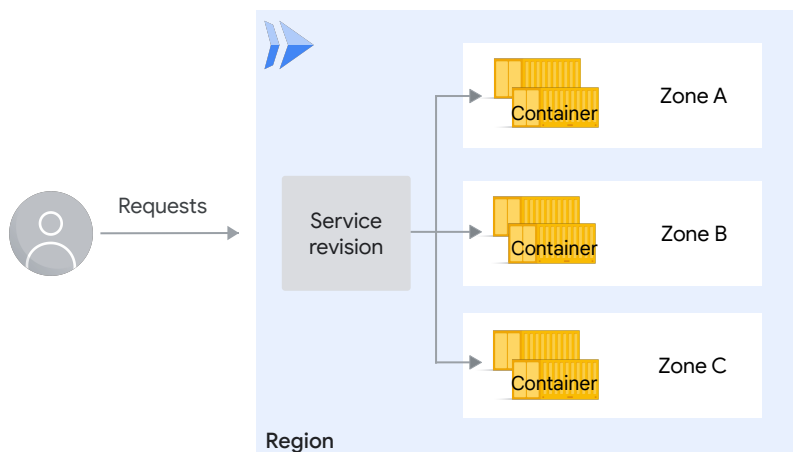 Requests
Service
revision
Container
Zone A
Container
Zone B
Container
Zone C
Region